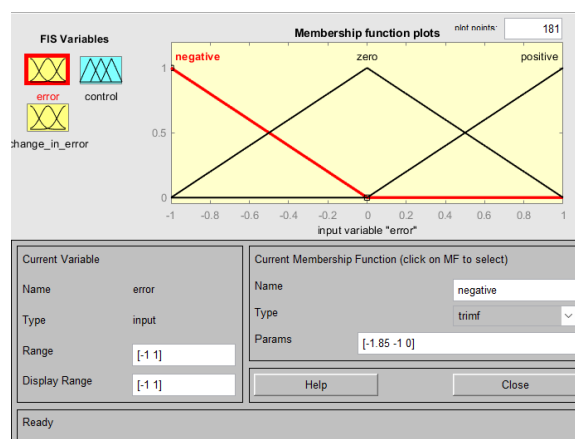 FIS Variables
Membership function plots
plot points:
181
error
control
change_in_error
negative
zero
positive
1
0.5
0
-1 -0.8 -0.6 -0.4 -0.2 0 0.2 0.4 0.6 0.8 1
input variable "error"
Current Variable
Name error
Type input
Range [-1 1]
Display Range [-1 1]
Current Membership Function (click on MF to select)
Name negative
Type trimf
Params [-1.85 -1 0]
Help Close
Ready